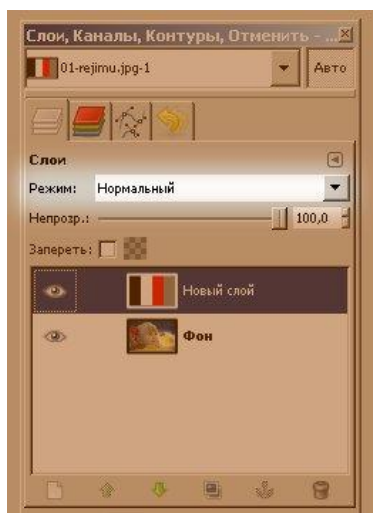 Слои, Каналы, Контуры, Отменить - ...
01-rejimu.jpg-1 Авто
Слои
Режим: Нормальный
Непрозр.: 100,0
Запереть:
Новый слой
Фон